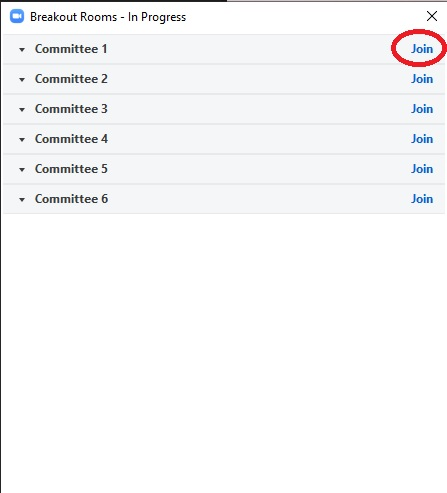 Breakout Rooms - In Progress
Committee 1 Join
Committee 2 Join
Committee 3 Join
Committee 4 Join
Committee 5 Join
Committee 6 Join